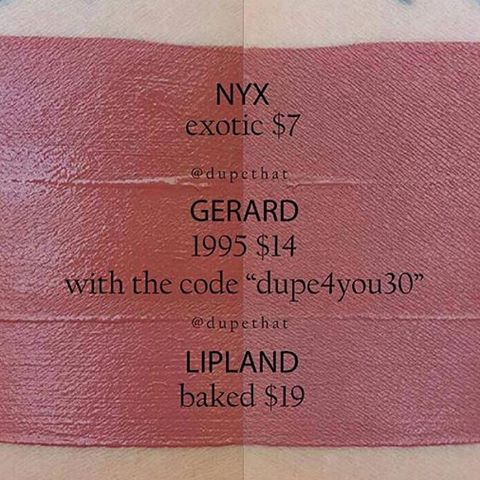 NYX
exotic $7
@dupethat
GERARD
1995 $14
with the code “dupe4you30”
@dupethat
LIPLAND
baked $19